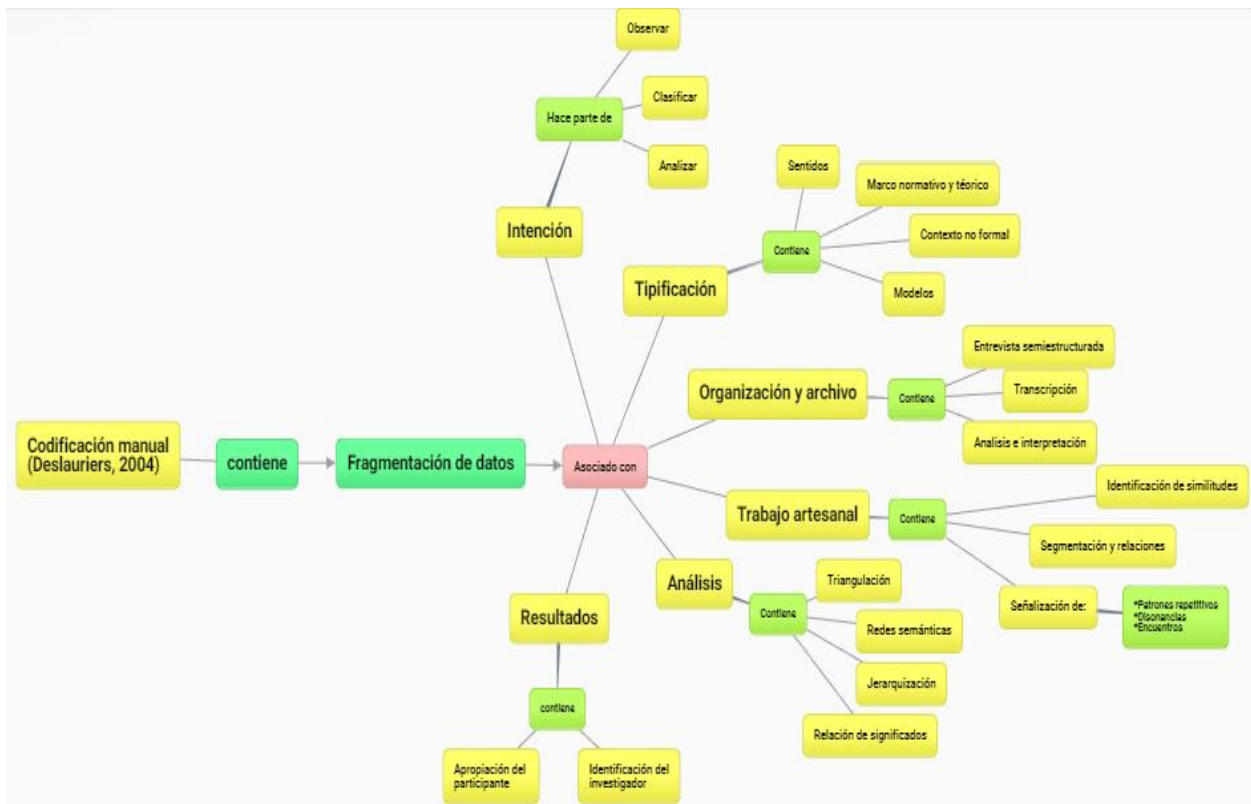 Observar
Clasificar
Hace parte de
Analizar
Sentidos
Marco normativo y téorico
Intención
Contexto no formal
Contiene
Tipificación
Modelos
Entrevista semiestructurada
Organización y archivo
Contiene
Transcripción
Analisis e interpretación
Codificación manual
(Deslauriers, 2004)
contiene
Fragmentación de datos
Asociado con
Identificación de similitudes
Trabajo artesanal
Contiene
Segmentación y relaciones
Análisis
Triangulación
Señalización de:
*Patrones repetitivos
*Disonancias
*Encuentros
Resultados
Contiene
Redes semánticas
Jerarquización
contiene
Relación de significados
Apropiación del
participante
Identificación del
investigador